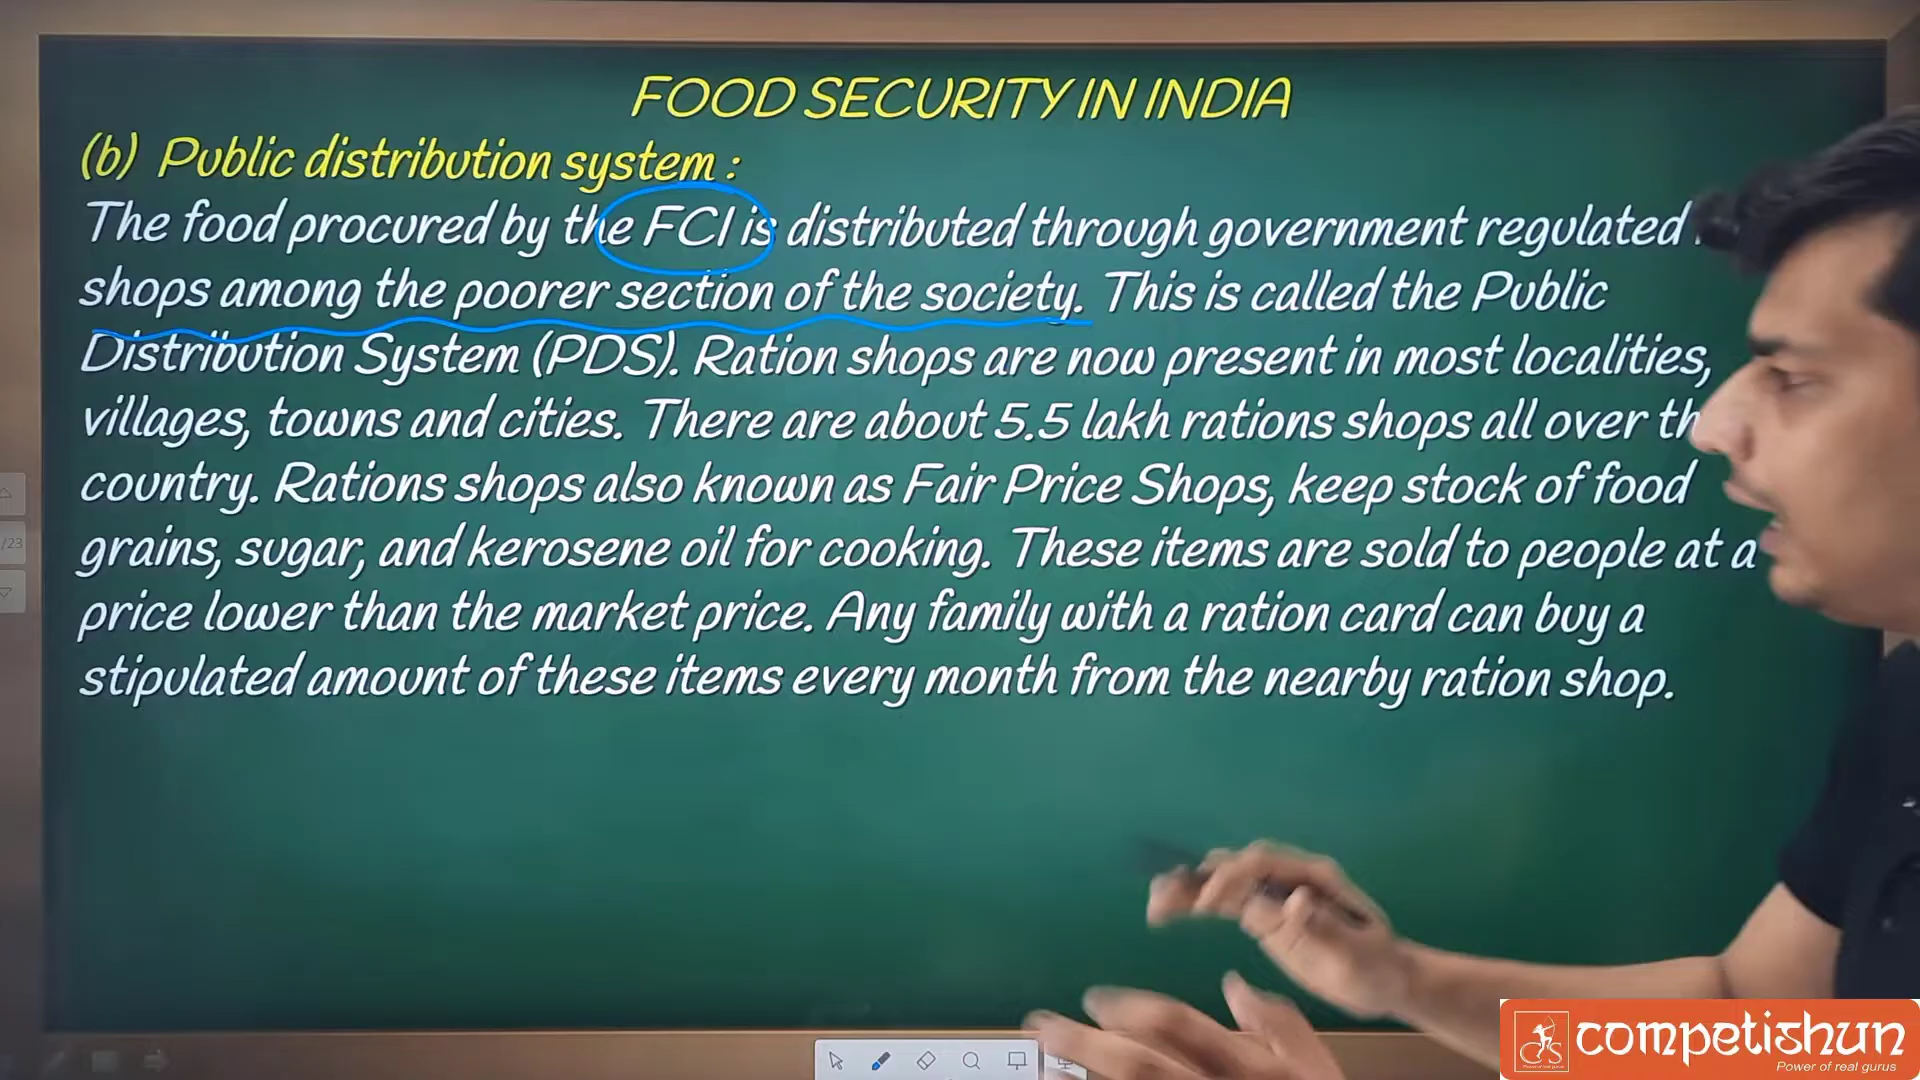 FOOD SECURITY IN INDIA
(b) Public distribution system :
The food procured by the FCI is distributed through government regulated
shops among the poorer section of the society. This is called the Public
Distribution System (PDS). Ration shops are now present in most localities,
villages, towns and cities. There are about 5.5 lakh rations shops all over
country. Rations shops also known as Fair Price Shops, keep stock of food
grains, sugar, and kerosene oil for cooking. These items are sold to people at a
price lower than the market price. Any family with a ration card can buy a
stipulated amount of these items every month from the nearby ration shop.
/23
competishun
Power of real gurus